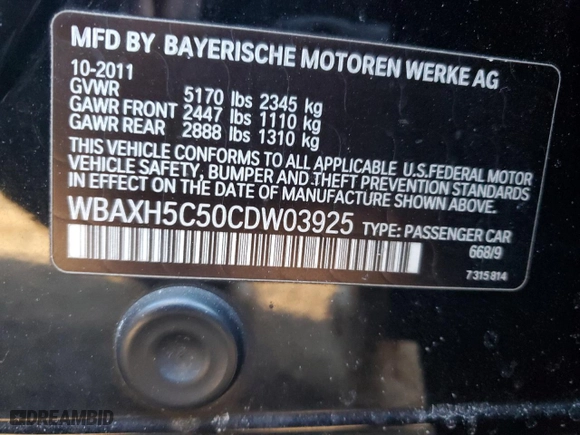 MFD BY BAYERISCHE MOTOREN WERKE AG
10-2011
GVWR 5170 lbs 2345 kg
GAWR FRONT 2447 lbs 1110 kg
GAWR REAR 2888 lbs 1310 kg
THIS VEHICLE CONFORMS TO ALL APPLICABLE U.S.FEDERAL MOTOR
VEHICLE SAFETY, BUMPER AND THEFT PREVENTION STANDARDS
IN EFFECT ON THE DATE OF MANUFACTURE SHOWN ABOVE.
WBAXH5C50CDW03925 TYPE: PASSENGER CAR
668/9
7 315 814
DREAMBID